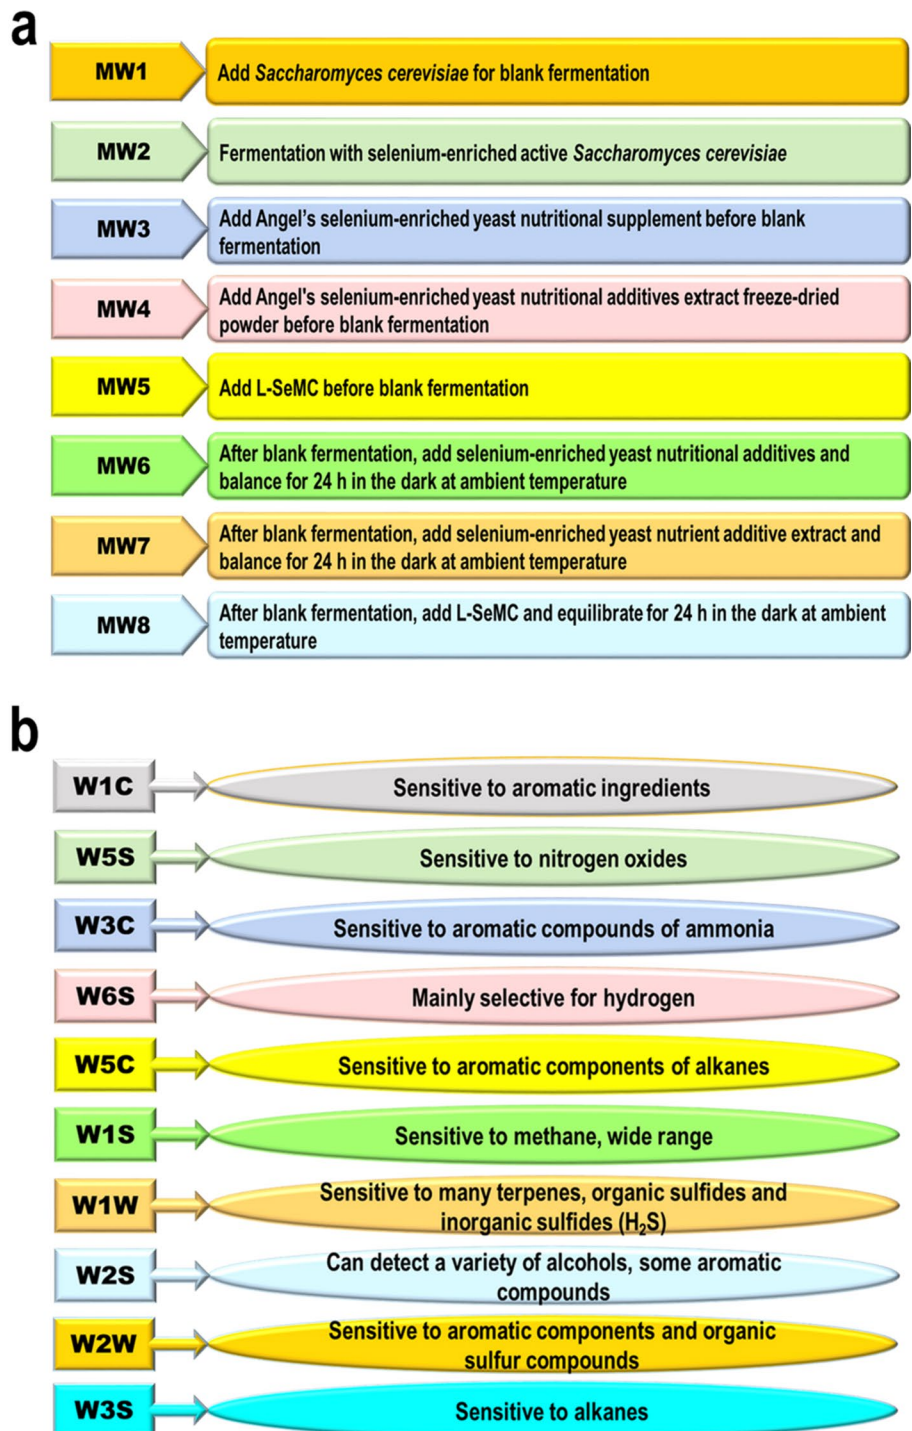 a
MW1
Add Saccharomyces cerevisiae for blank fermentation
MW2
Fermentation with selenium-enriched active Saccharomyces cerevisiae
MW3
Add Angel’s selenium-enriched yeast nutritional supplement before blank
fermentation
MW4
Add Angel's selenium-enriched yeast nutritional additives extract freeze-dried
powder before blank fermentation
MW5
Add L-SeMC before blank fermentation
MW6
After blank fermentation, add selenium-enriched yeast nutritional additives and
balance for 24 h in the dark at ambient temperature
MW7
After blank fermentation, add selenium-enriched yeast nutrient additive extract and
balance for 24 h in the dark at ambient temperature
MW8
After blank fermentation, add L-SeMC and equilibrate for 24 h in the dark at ambient
temperature
b
W1C
Sensitive to aromatic ingredients
W5S
Sensitive to nitrogen oxides
W3C
Sensitive to aromatic compounds of ammonia
W6S
Mainly selective for hydrogen
W5C
Sensitive to aromatic components of alkanes
W1S
Sensitive to methane, wide range
W1W
Sensitive to many terpenes, organic sulfides and
inorganic sulfides (H₂S)
W2S
Can detect a variety of alcohols, some aromatic
compounds
W2W
Sensitive to aromatic components and organic
sulfur compounds
W3S
Sensitive to alkanes